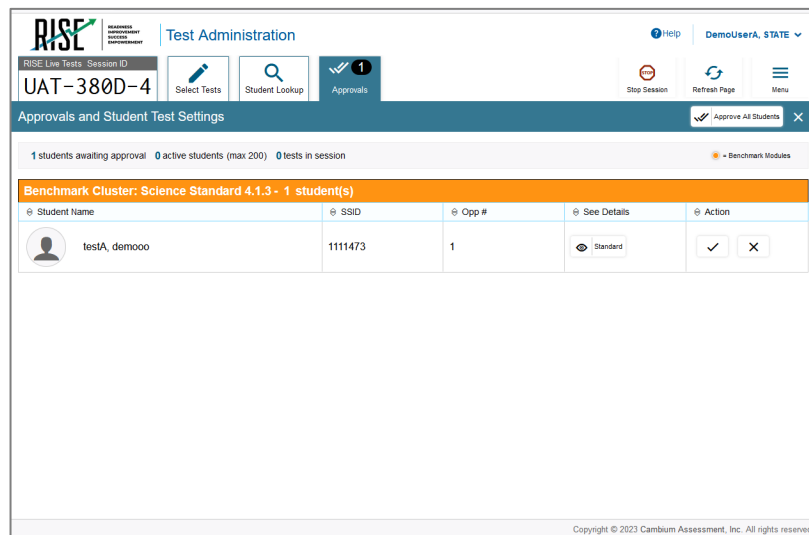 RISE
READINESS
IMPROVEMENT
SUCCESS
EMPOWERMENT
Test Administration
Help
DemoUserA, STATE
RISE Live Tests Session ID
UAT-380D-4
Select Tests
Student Lookup
1
Approvals
STOP
Stop Session
Refresh Page
Menu
Approvals and Student Test Settings
Approve All Students
1 students awaiting approval 0 active students (max 200) 0 tests in session
= Benchmark Modules
Benchmark Cluster: Science Standard 4.1.3 - 1 student(s)
Student Name SSID Opp # See Details Action
testA, demooo 1111473 1 Standard
Copyright © 2023 Cambium Assessment, Inc. All rights reserve